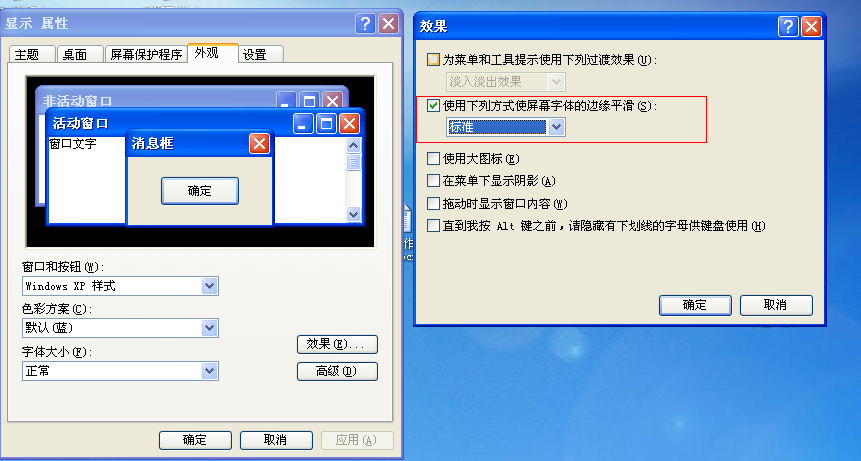 显示 属性
主题
桌面
屏幕保护程序
外观
设置
非活动窗口
活动窗口
窗口文字
消息框
确定
窗口和按钮(W):
Windows XP 样式
色彩方案(C):
默认(蓝)
字体大小(F):
正常
效果(E)...
高级(D)
确定
取消
应用(A)
效果
为菜单和工具提示使用下列过渡效果(U):
淡入淡出效果
使用下列方式使屏幕字体的边缘平滑(S):
标准
使用大图标(E)
在菜单下显示阴影(A)
拖动时显示窗口内容(W)
直到我按 Alt 键之前，请隐藏有下划线的字母供键盘使用(H)
确定
取消